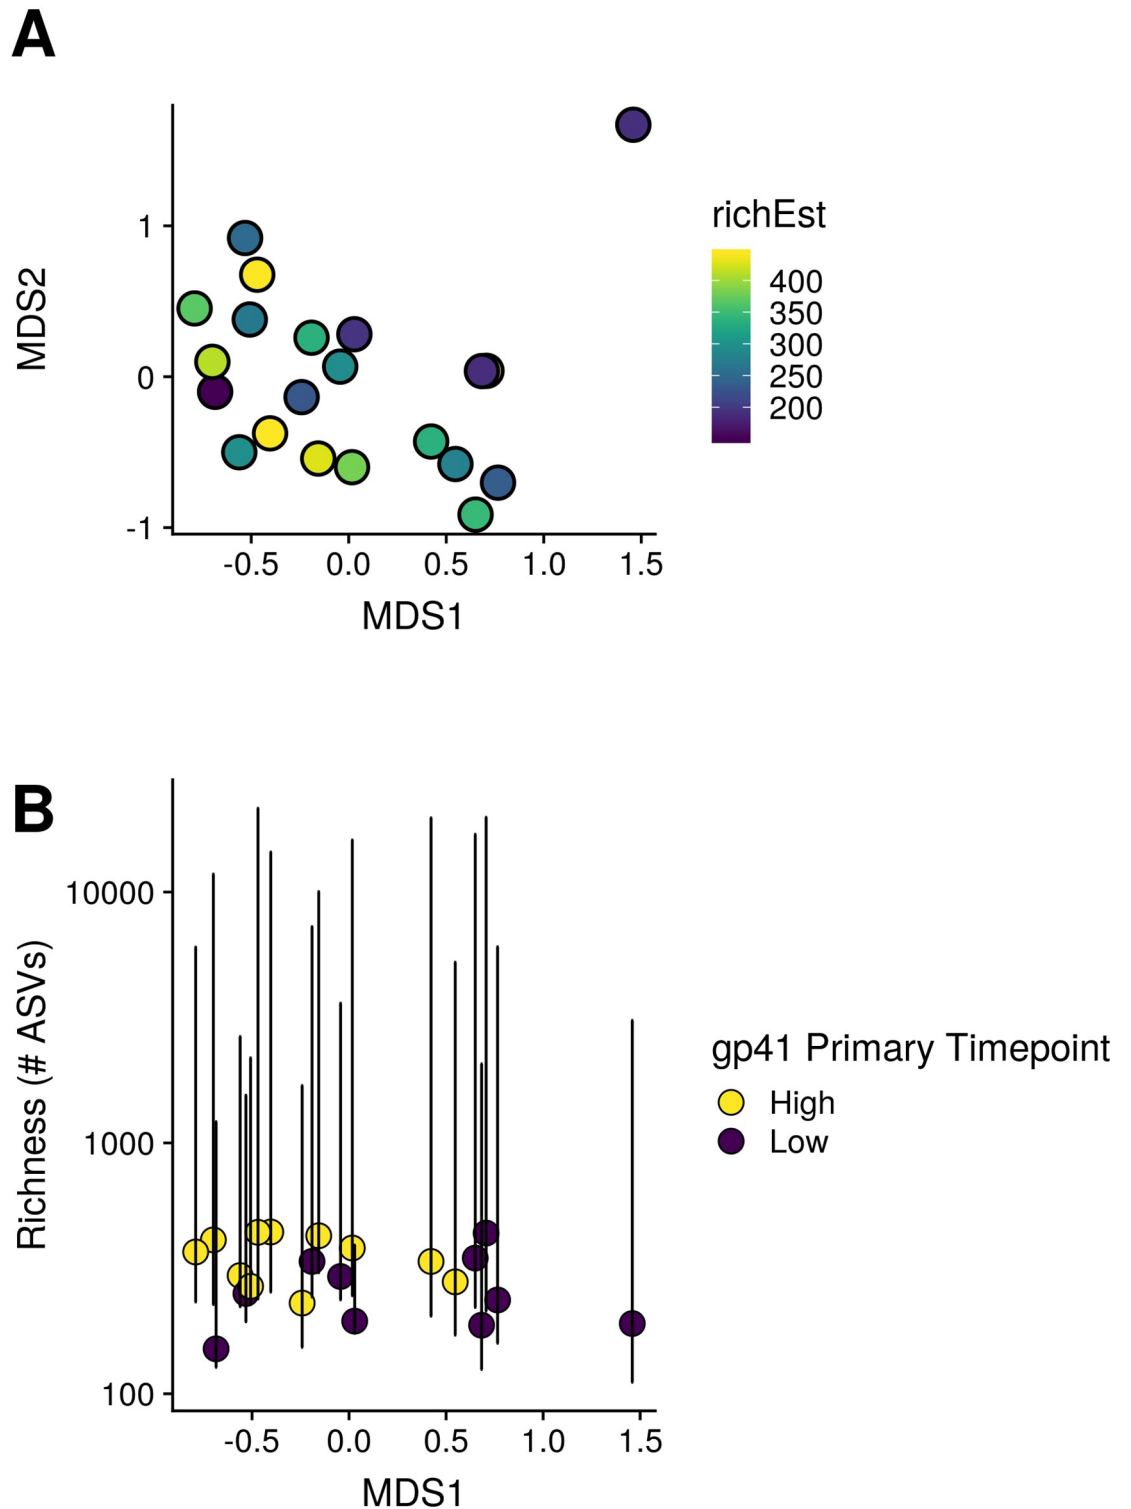 A
MDS2
1
0
-1
-0.5 0.0 0.5 1.0 1.5
MDS1
richEst
400
350
300
250
200
B
Richness (# ASVs)
10000
1000
100
-0.5 0.0 0.5 1.0 1.5
MDS1
gp41 Primary Timepoint
High
Low